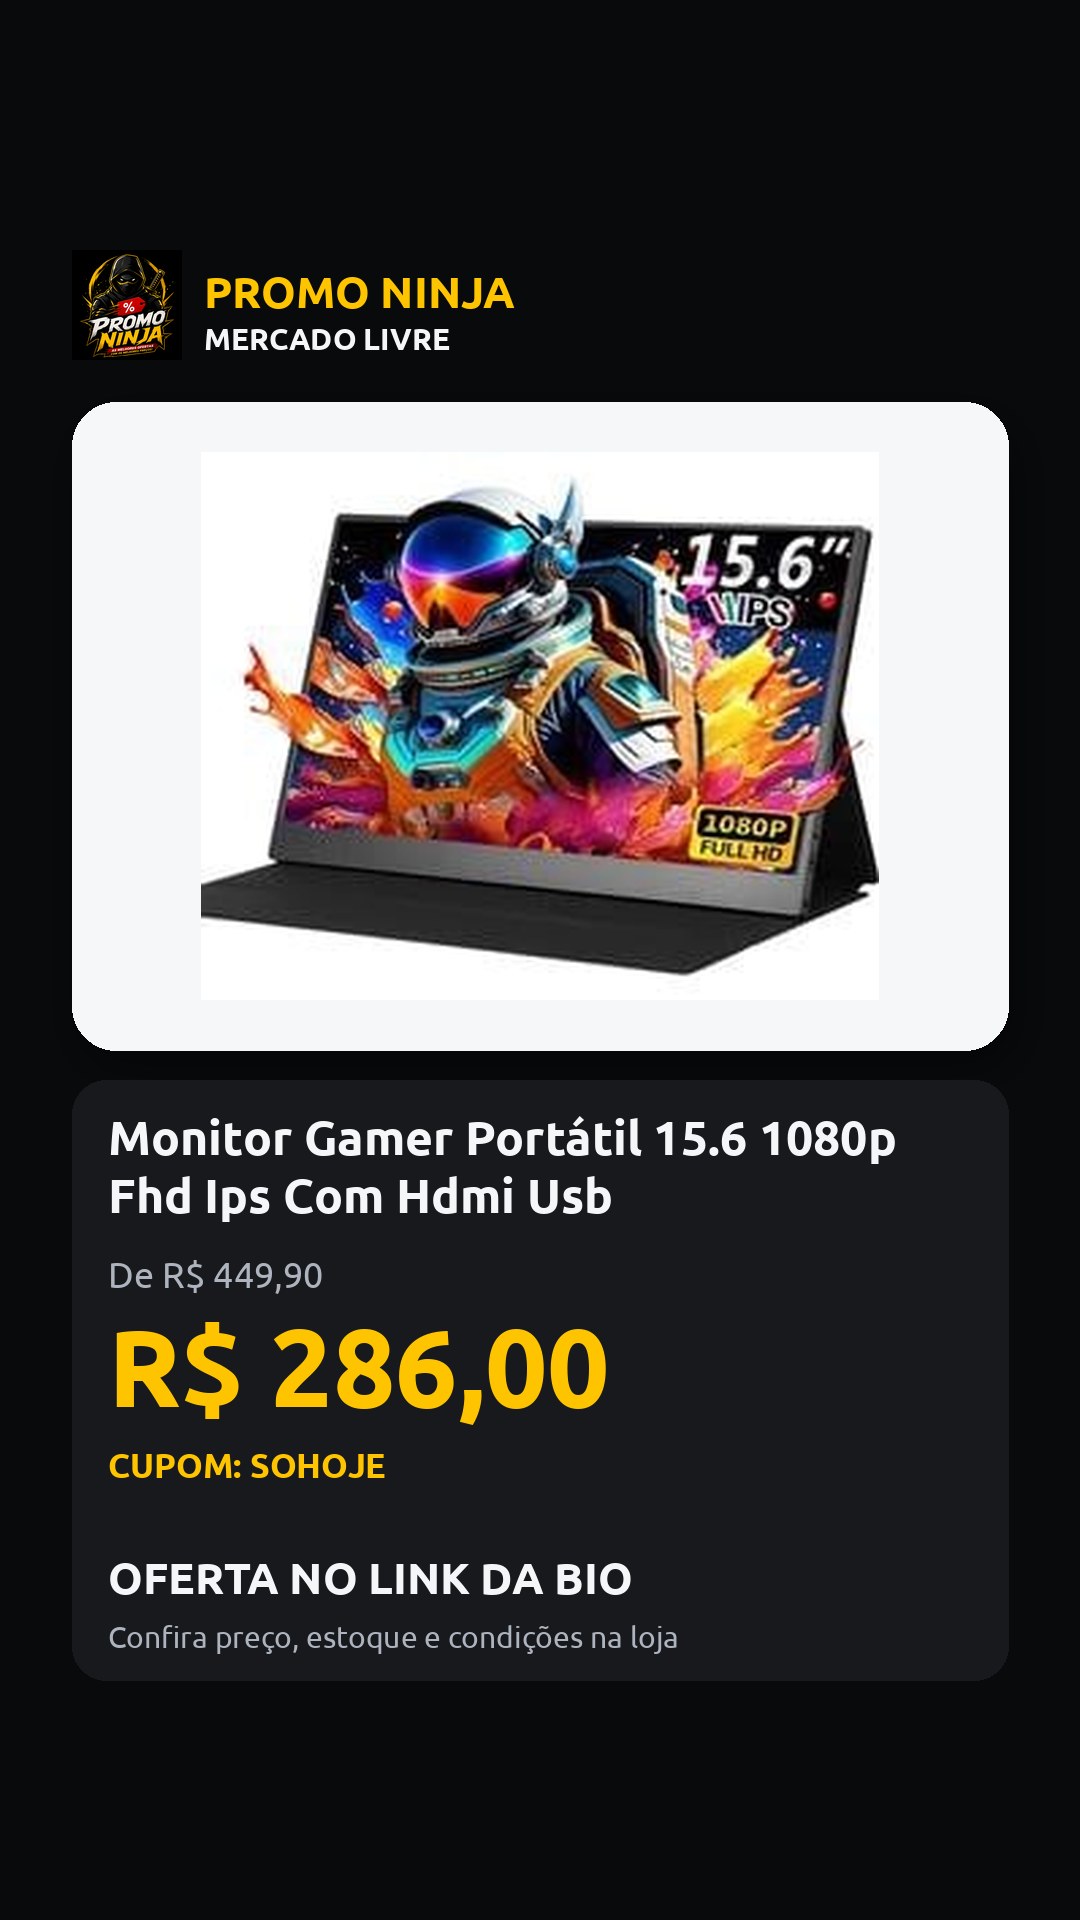 %
PROMO
NINJA
PROMO NINJA
MERCADO LIVRE
15.6”
IPS
1080P
FULL HD
Monitor Gamer Portátil 15.6 1080p
Fhd Ips Com Hdmi Usb
De R$ 449,90
R$ 286,00
CUPOM: SOHOJE
OFERTA NO LINK DA BIO
Confira preço, estoque e condições na loja